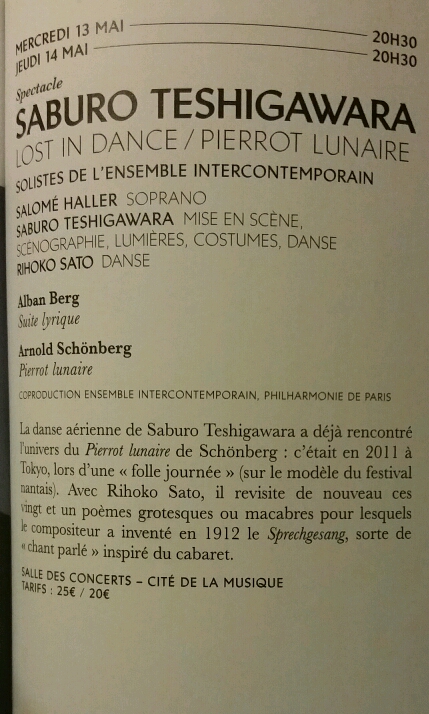 MERCREDI 13 MAI 20H30
JEUDI 14 MAI 20H30
Spectacle
SABURO TESHIGAWARA
LOST IN DANCE / PIERROT LUNAIRE
SOLISTES DE L'ENSEMBLE INTERCONTEMPORAIN
SALOMÉ HALLER SOPRANO
SABURO TESHIGAWARA MISE EN SCÈNE,
SCÉNOGRAPHIE, LUMIÈRES, COSTUMES, DANSE
RIHOKO SATO DANSE
Alban Berg
Suite lyrique
Arnold Schönberg
Pierrot lunaire
COPRODUCTION ENSEMBLE INTERCONTEMPORAIN, PHILHARMONIE DE PARIS
La danse aérienne de Saburo Teshigawara a déjà rencontré
l'univers du Pierrot lunaire de Schönberg : c'était en 2011 à
Tokyo, lors d'une « folle journée » (sur le modèle du festival
nantais). Avec Rihoko Sato, il revisite de nouveau ces
vingt et un poèmes grotesques ou macabres pour lesquels
le compositeur a inventé en 1912 le Sprechgesang, sorte de
« chant parlé » inspiré du cabaret.
SALLE DES CONCERTS – CITÉ DE LA MUSIQUE
TARIFS : 25€ / 20€